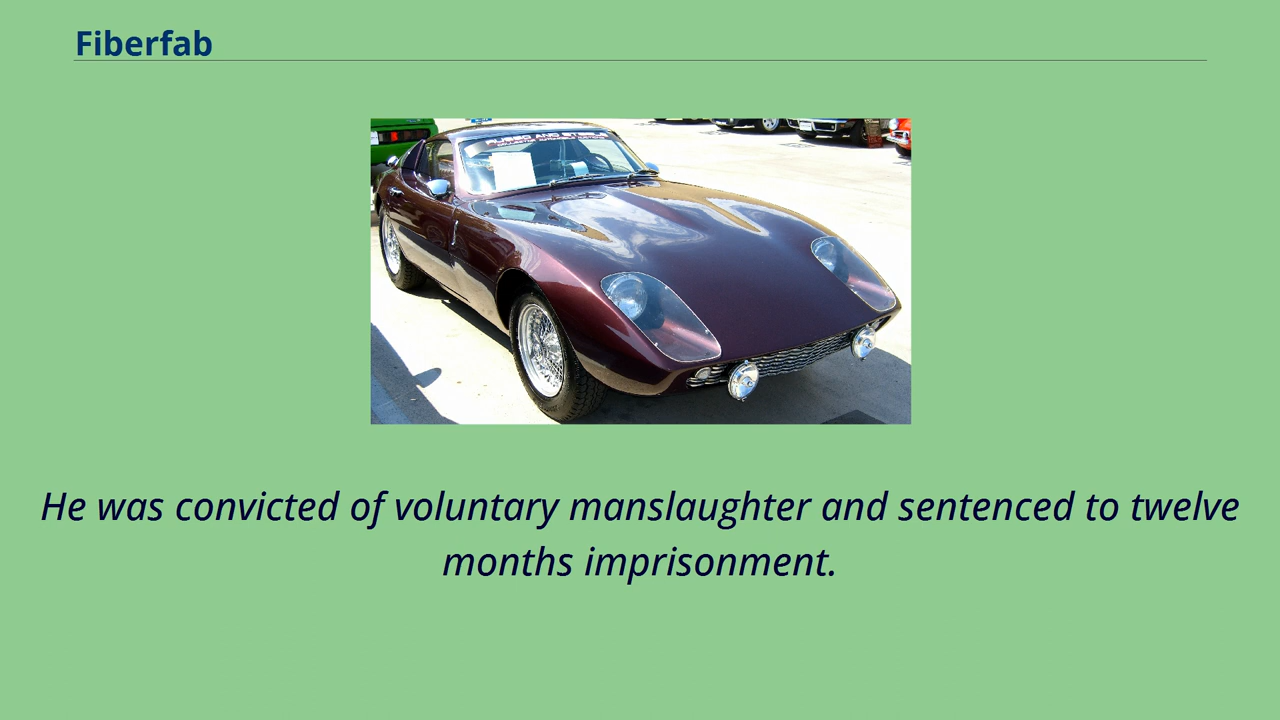 Fiberfab
He was convicted of voluntary manslaughter and sentenced to twelve
months imprisonment.